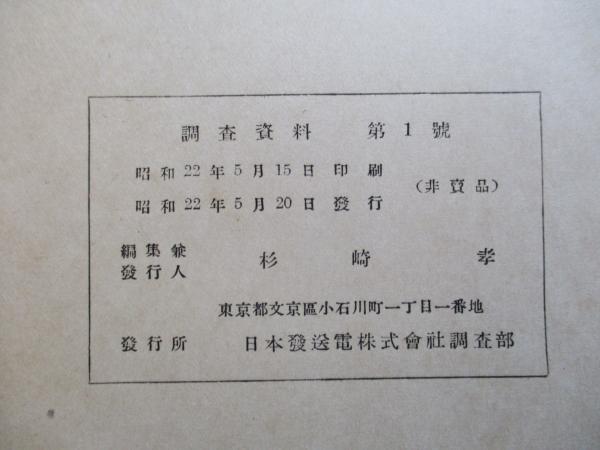 調査資料 第1號
昭和22年5月15日印刷
昭和22年5月20日發行
(非賣品)
編集兼
發行人
杉崎孝
東京都文京區小石川町一丁目一番地
發行所 日本發送電株式會社調査部